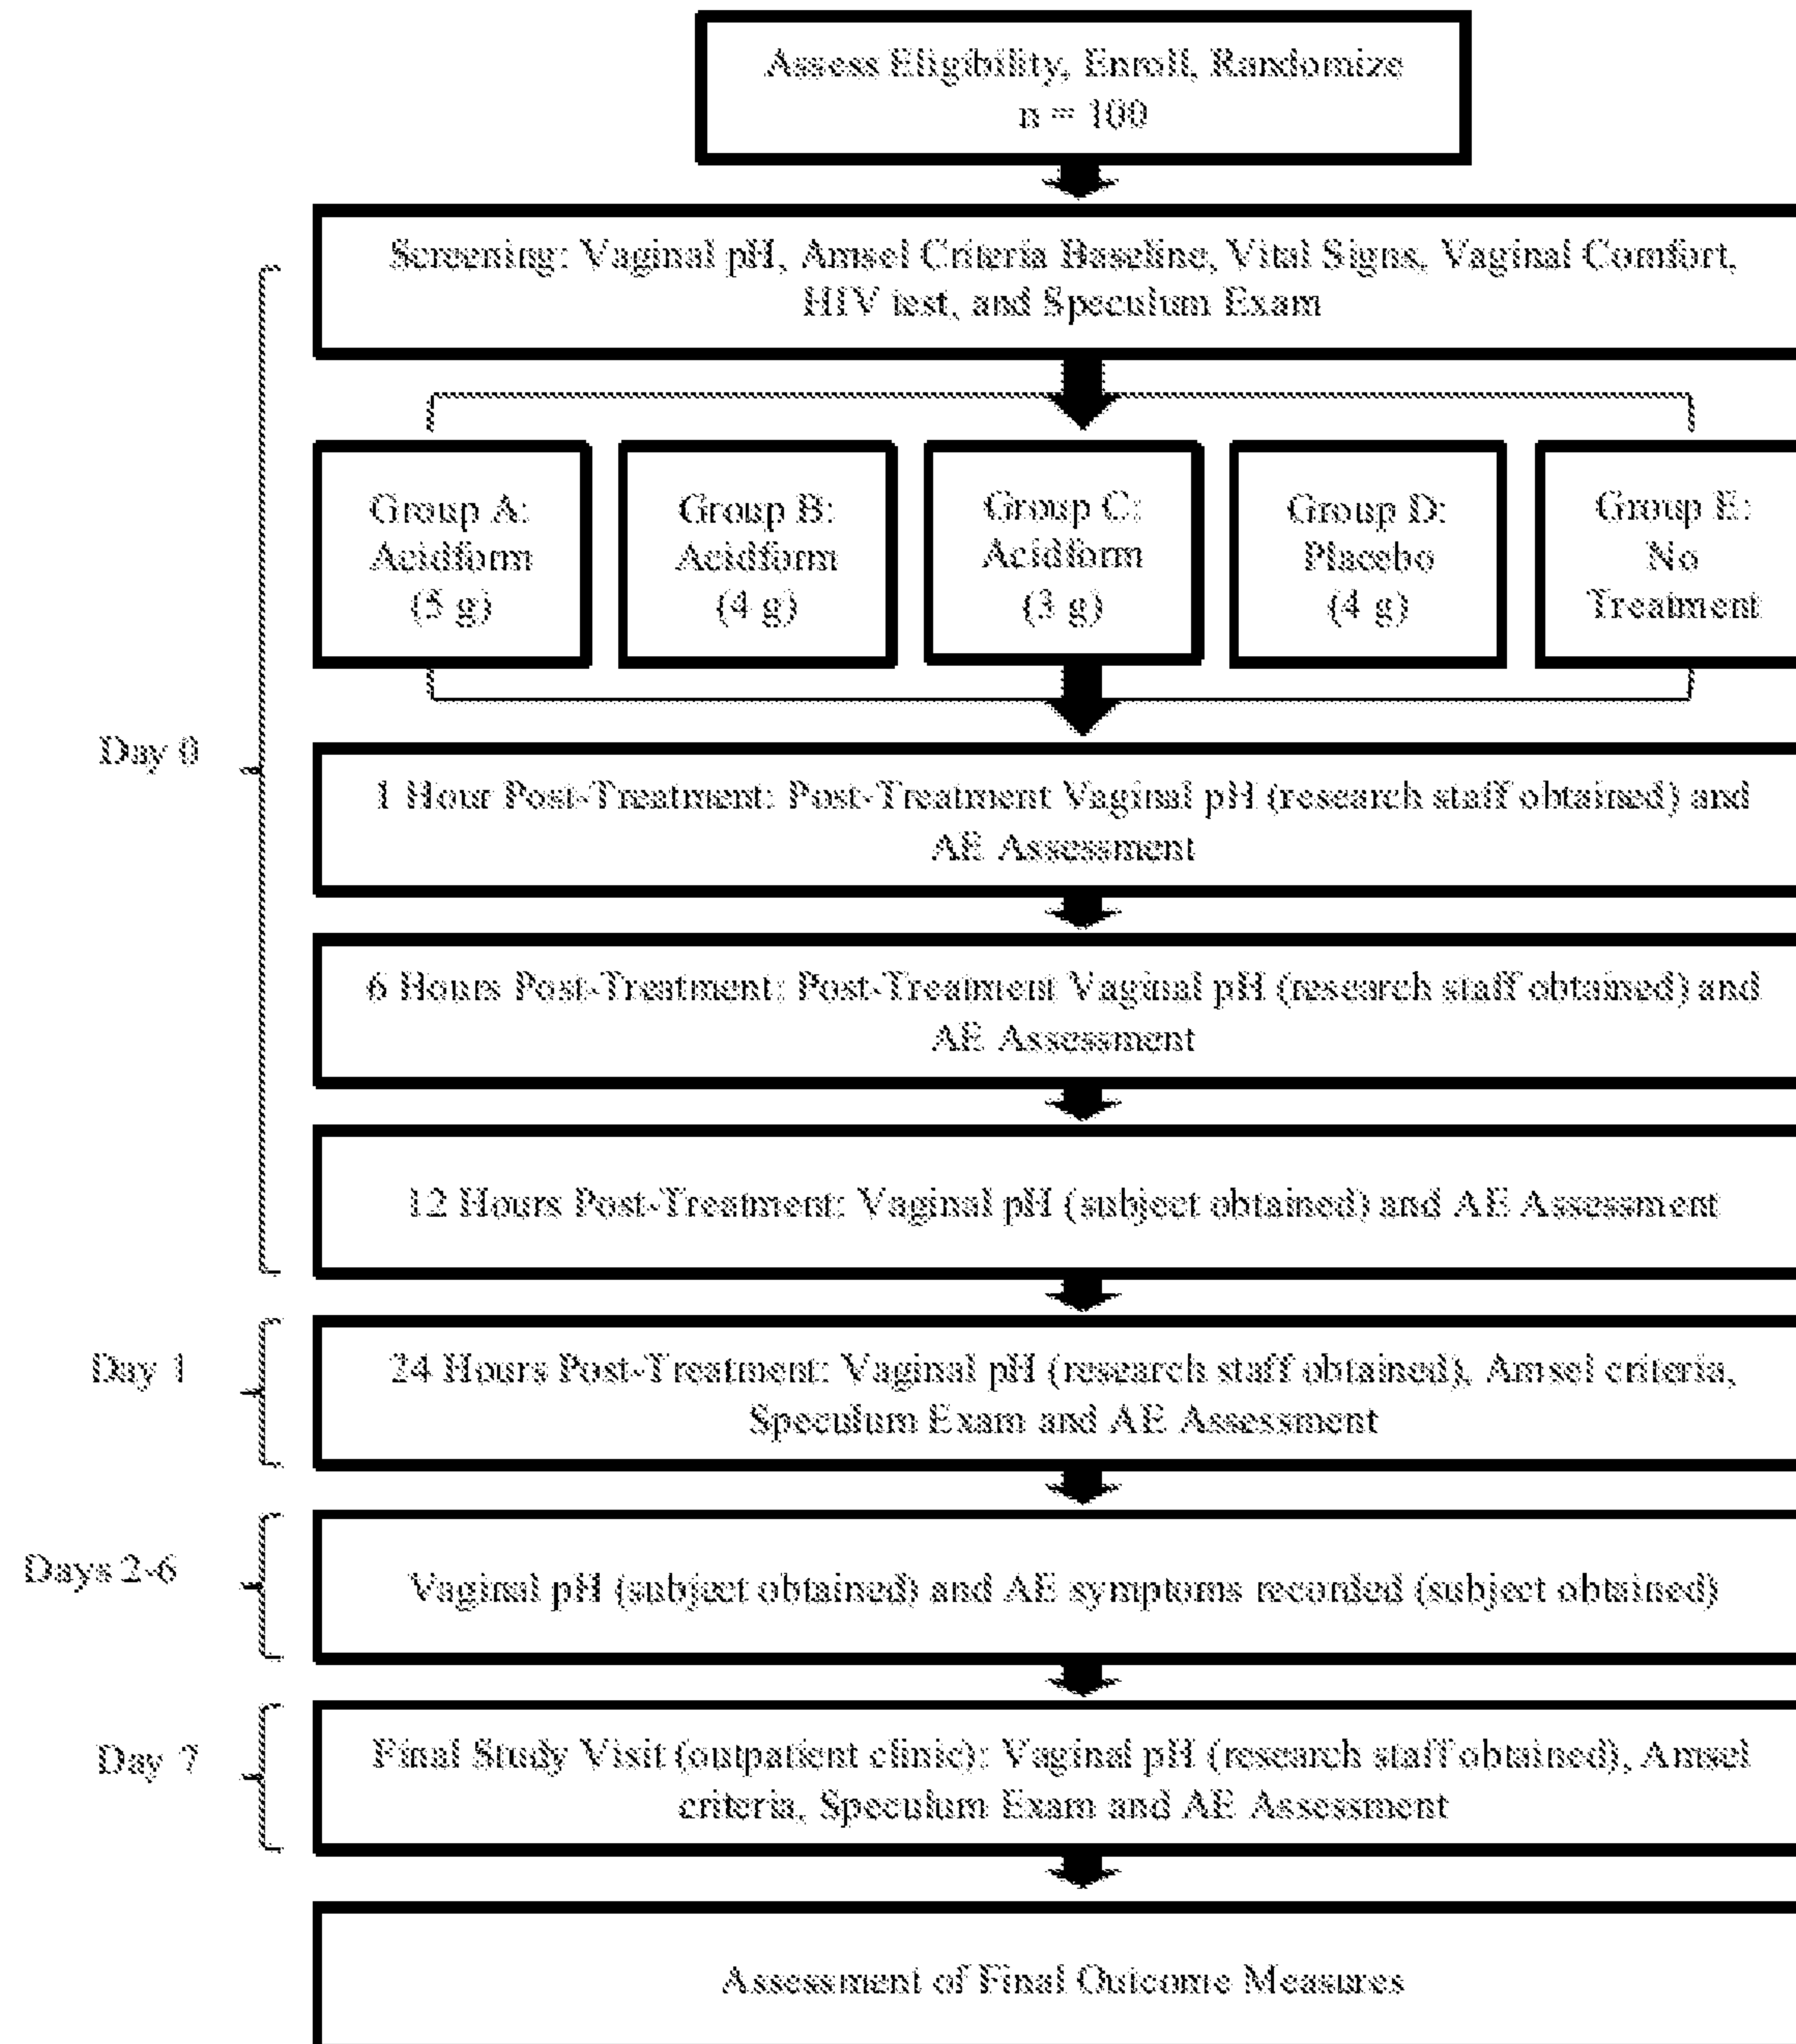 Assess Eligibility, Enroll, Randomize
n = 100
Screening: Vaginal pH, Amsel Criteria Baseline, Vital Signs, Vaginal Comfort,
HIV test, and Speculum Exam
Group A:
Acidform
(5 g)
Group B:
Acidform
(4 g)
Group C:
Acidform
(3 g)
Group D:
Placebo
(4 g)
Group E:
No
Treatment
Day 0
1 Hour Post-Treatment: Post-Treatment Vaginal pH (research staff obtained) and
AE Assessment
6 Hours Post-Treatment: Post-Treatment Vaginal pH (research staff obtained) and
AE Assessment
12 Hours Post-Treatment: Vaginal pH (subject obtained) and AE Assessment
Day 1
24 Hours Post-Treatment: Vaginal pH (research staff obtained), Amsel criteria,
Speculum Exam and AE Assessment
Days 2-6
Vaginal pH (subject obtained) and AE symptoms recorded (subject obtained)
Day 7
Final Study Visit (outpatient clinic): Vaginal pH (research staff obtained), Amsel
criteria, Speculum Exam and AE Assessment
Assessment of Final Outcome Measures